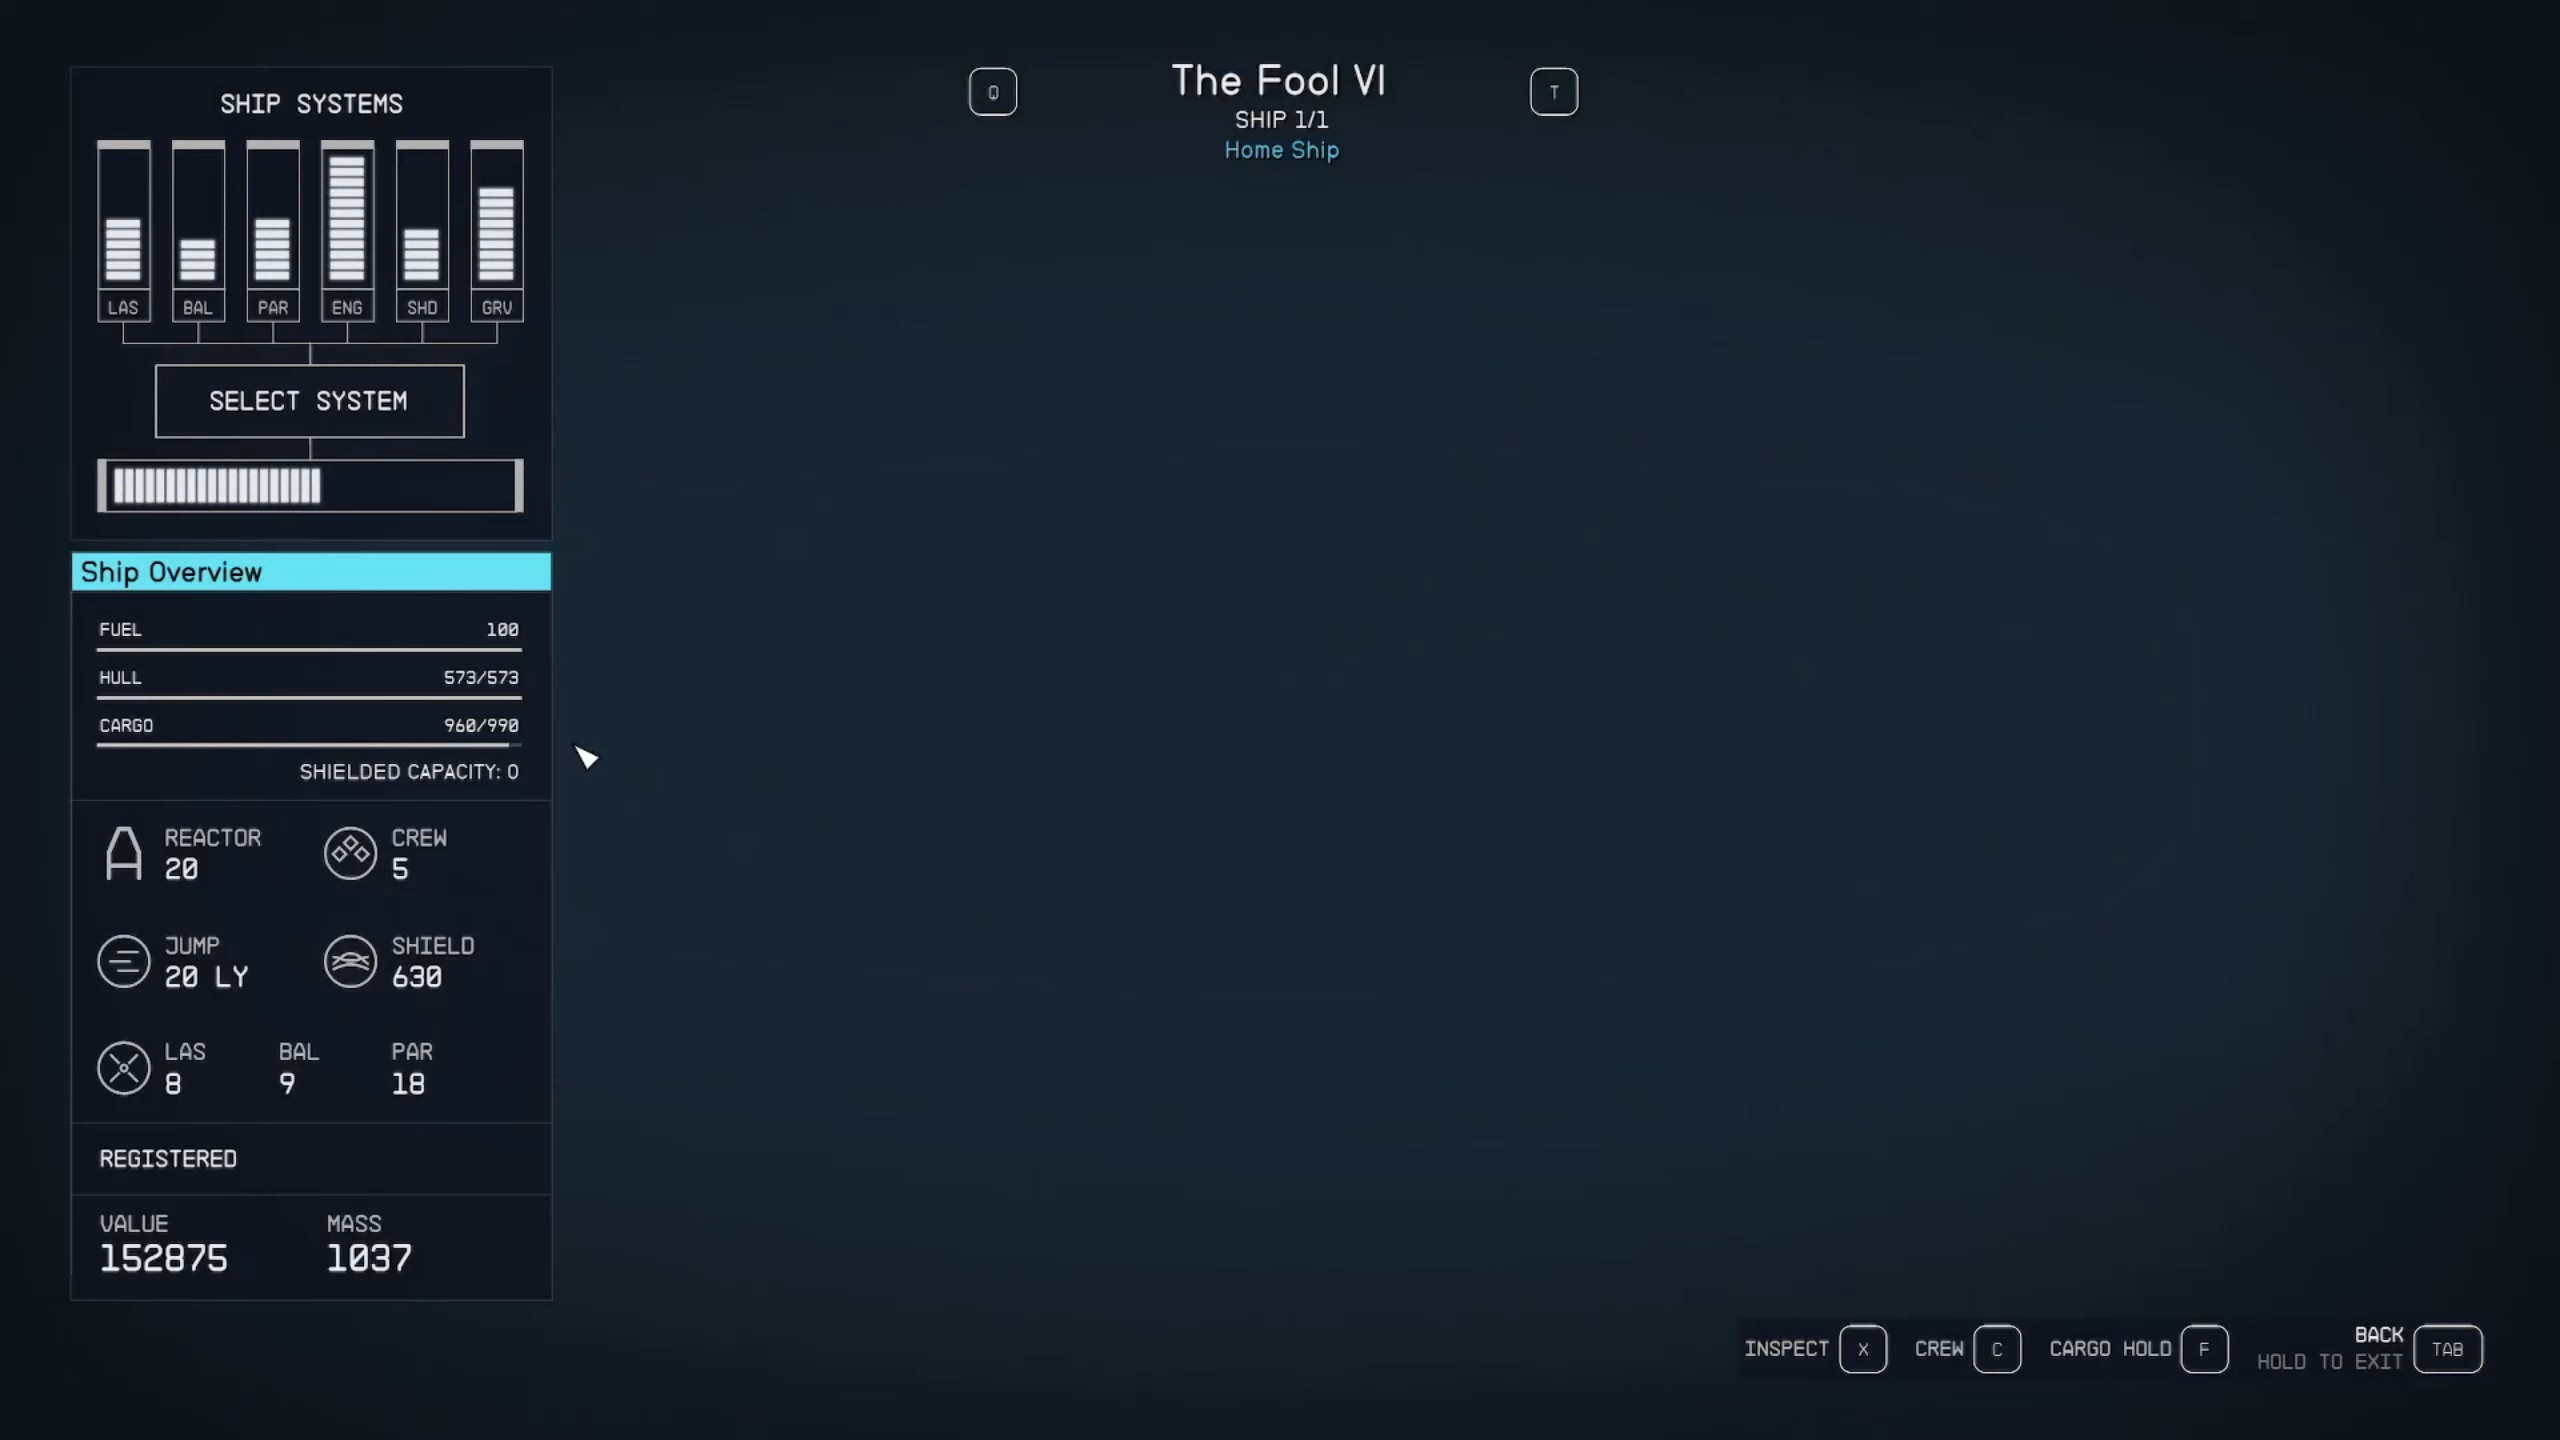 SHIP SYSTEMS
LAS BAL PAR ENG SHD GRV
SELECT SYSTEM
Q
The Fool VI
T
SHIP 1/1
Home Ship
Ship Overview
FUEL 100
HULL 573/573
CARGO 960/990
SHIELDED CAPACITY: 0
A
REACTOR CREW
20 5
JUMP SHIELD
20 LY 630
LAS BAL PAR
8 9 18
REGISTERED
VALUE MASS
152875 1037
INSPECT X CREW C CARGO HOLD F
BACK
HOLD TO EXIT
TAB